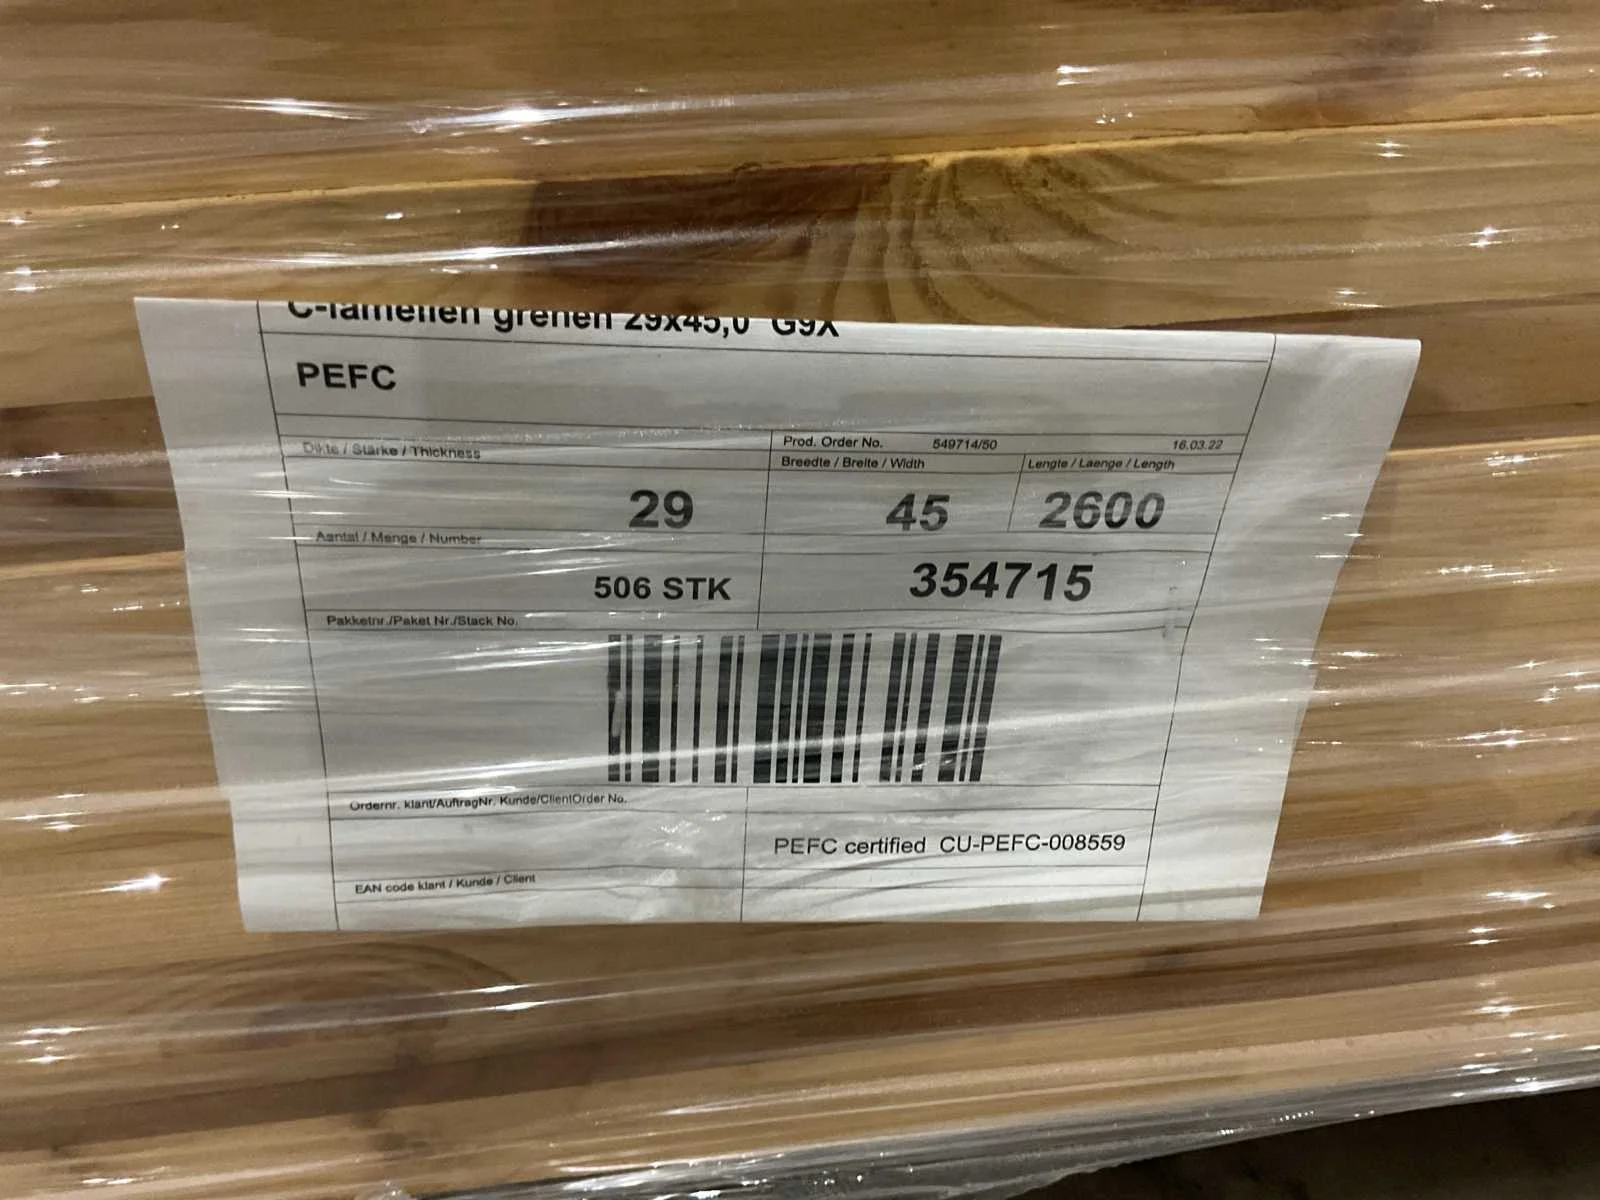 C-lamellen grenen 29x45,0 G9X
PEFC
Dikte / Stärke / Thickness
Prod. Order No. 549714/50 16.03.22
Breedte / Breite / Width
Lengte / Laenge / Length
29 45 2600
Aantal / Menge / Number
506 STK 354715
Pakketnr./Paket Nr./Stack No.
Ordernr. klant/AuftragNr. Kunde/ClientOrder No.
PEFC certified CU-PEFC-008559
EAN code klant / Kunde / Client